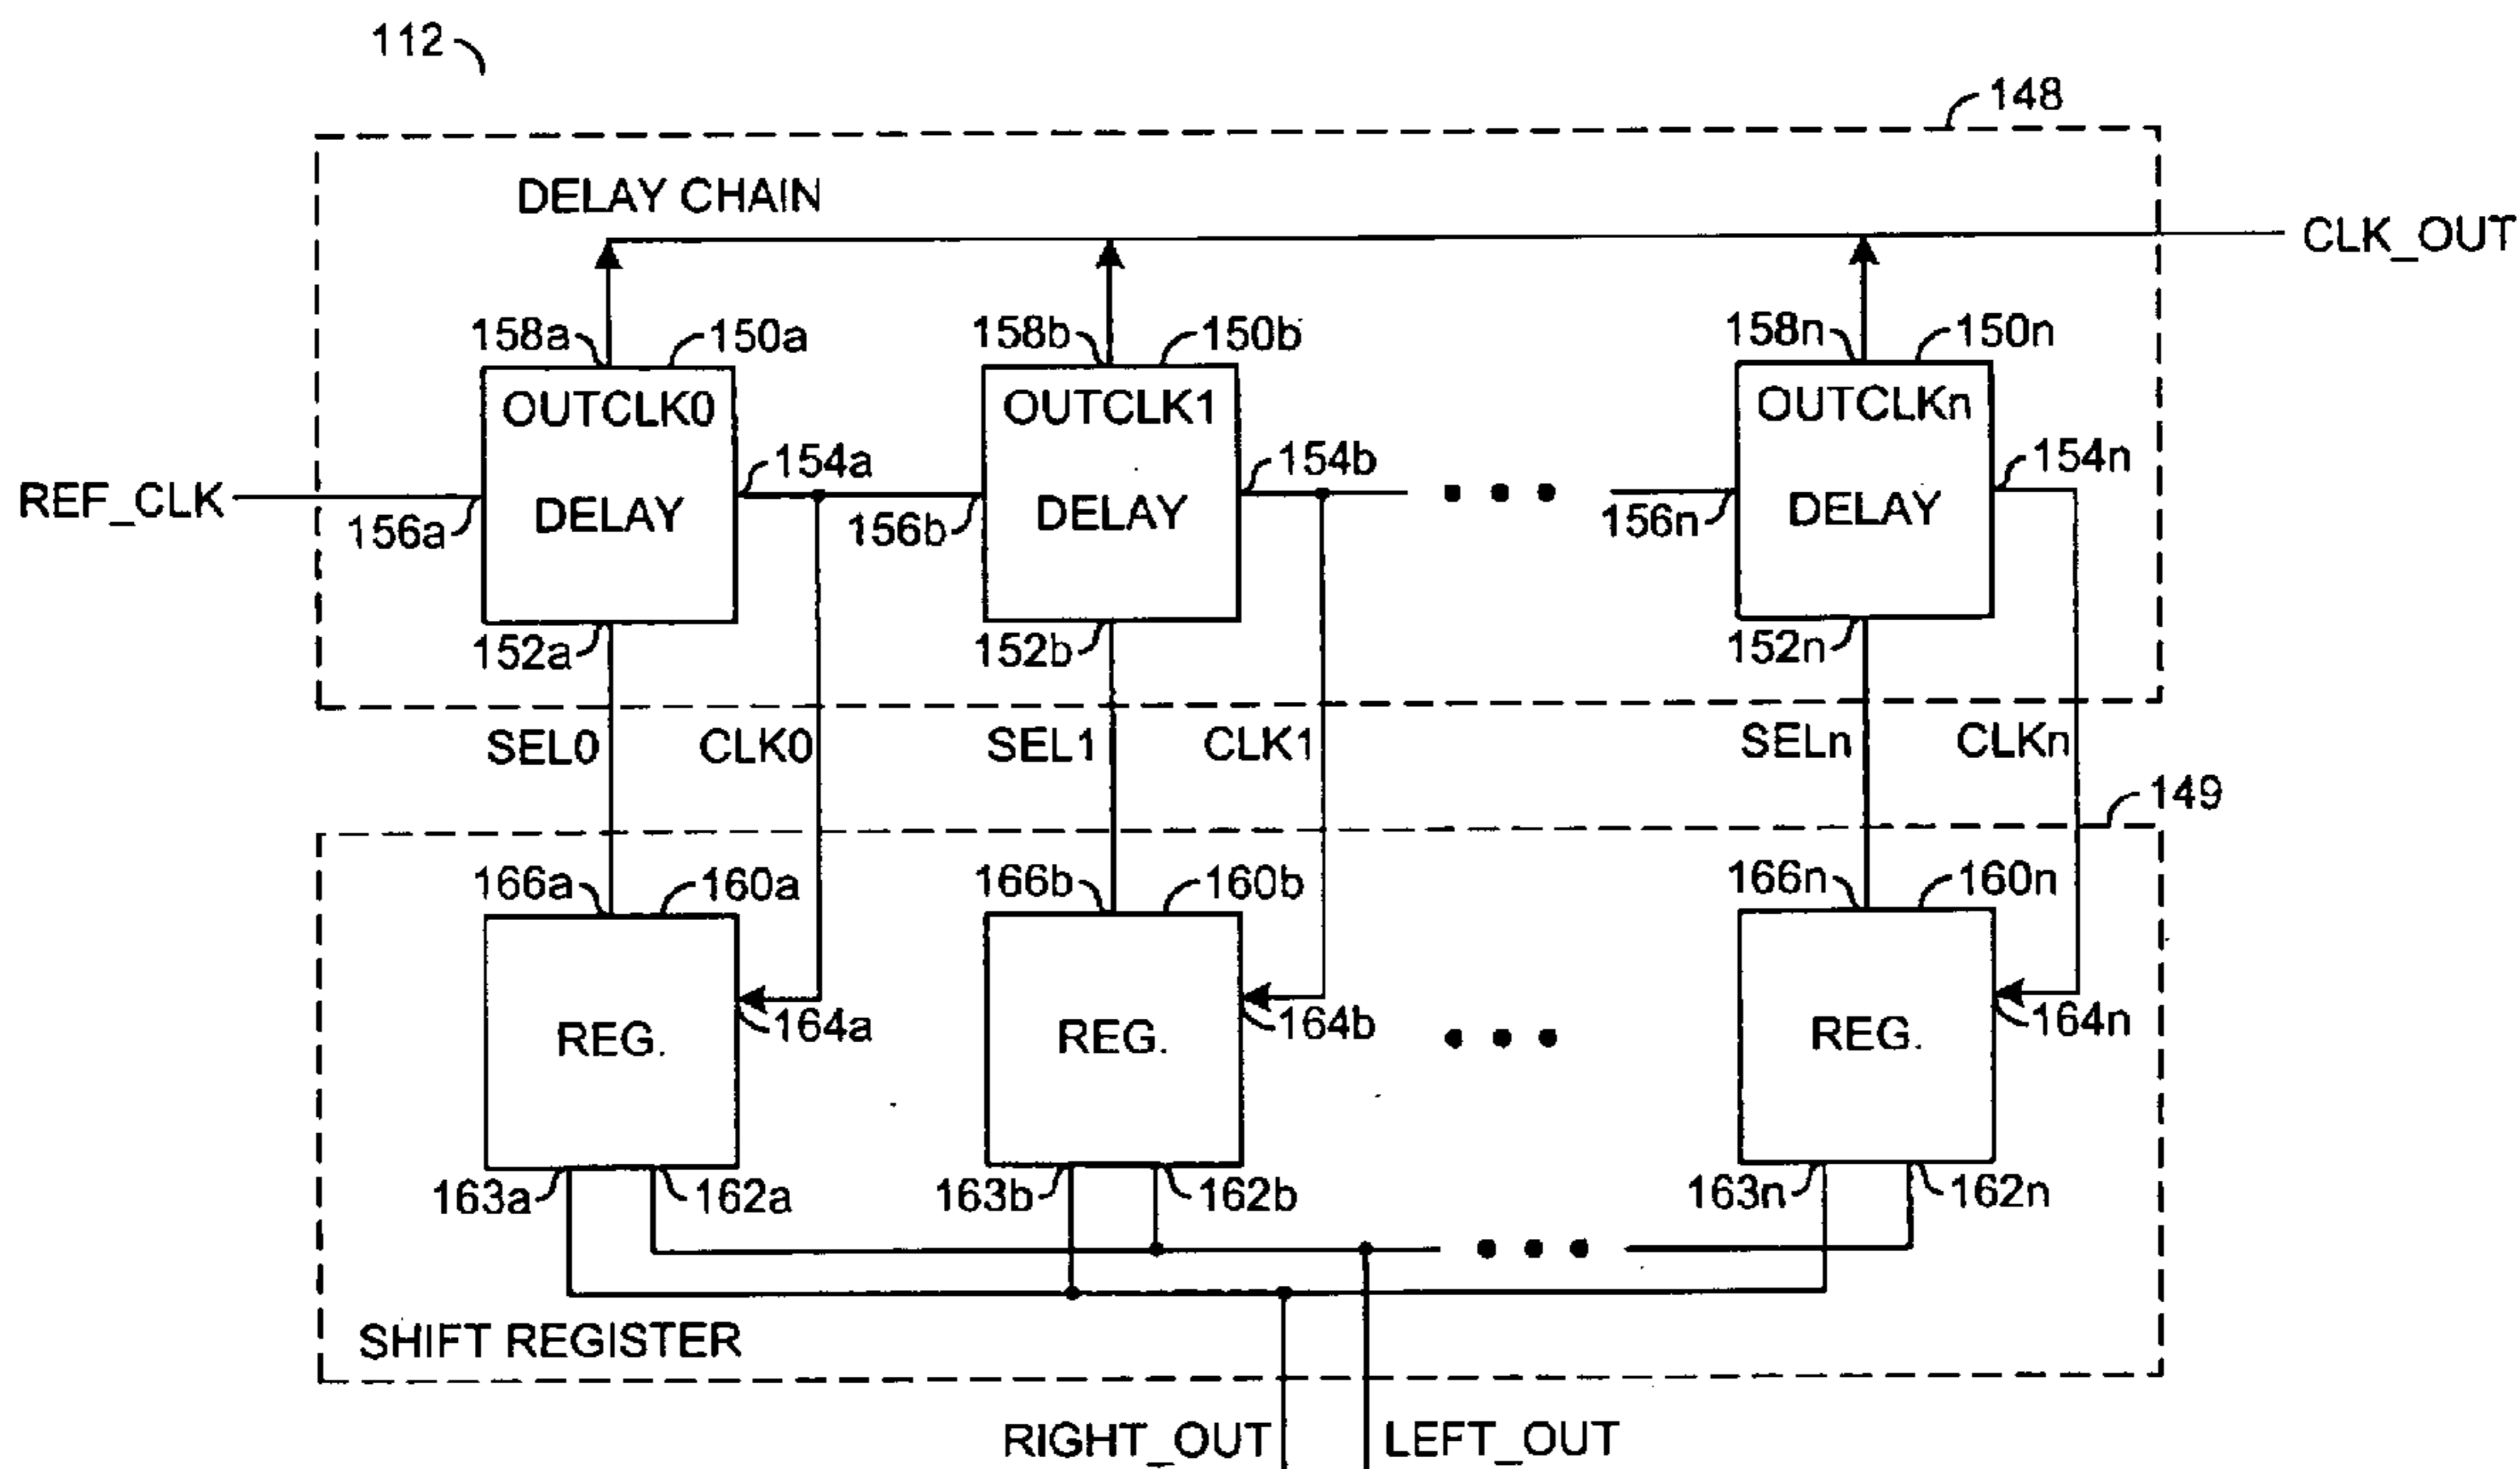 112
148
DELAY CHAIN
CLK_OUT
158a 150a 158b 150b 158n 150n
OUTCLK0 OUTCLK1 OUTCLKn
154a 154b 154n
REF_CLK
156a DELAY 156b DELAY 156n DELAY
152a 152b 152n
SEL0 CLK0 SEL1 CLK1 SELn CLKn
149
166a 160a 166b 160b 166n 160n
164a 164b 164n
REG. REG. REG.
163a 162a 163b 162b 163n 162n
SHIFT REGISTER
RIGHT_OUT LEFT_OUT